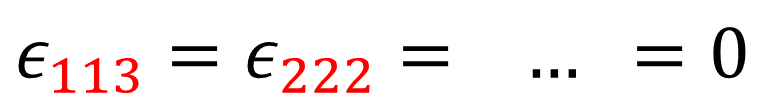 ϵ₁₁₃ = ϵ₂₂₂ = ... = 0